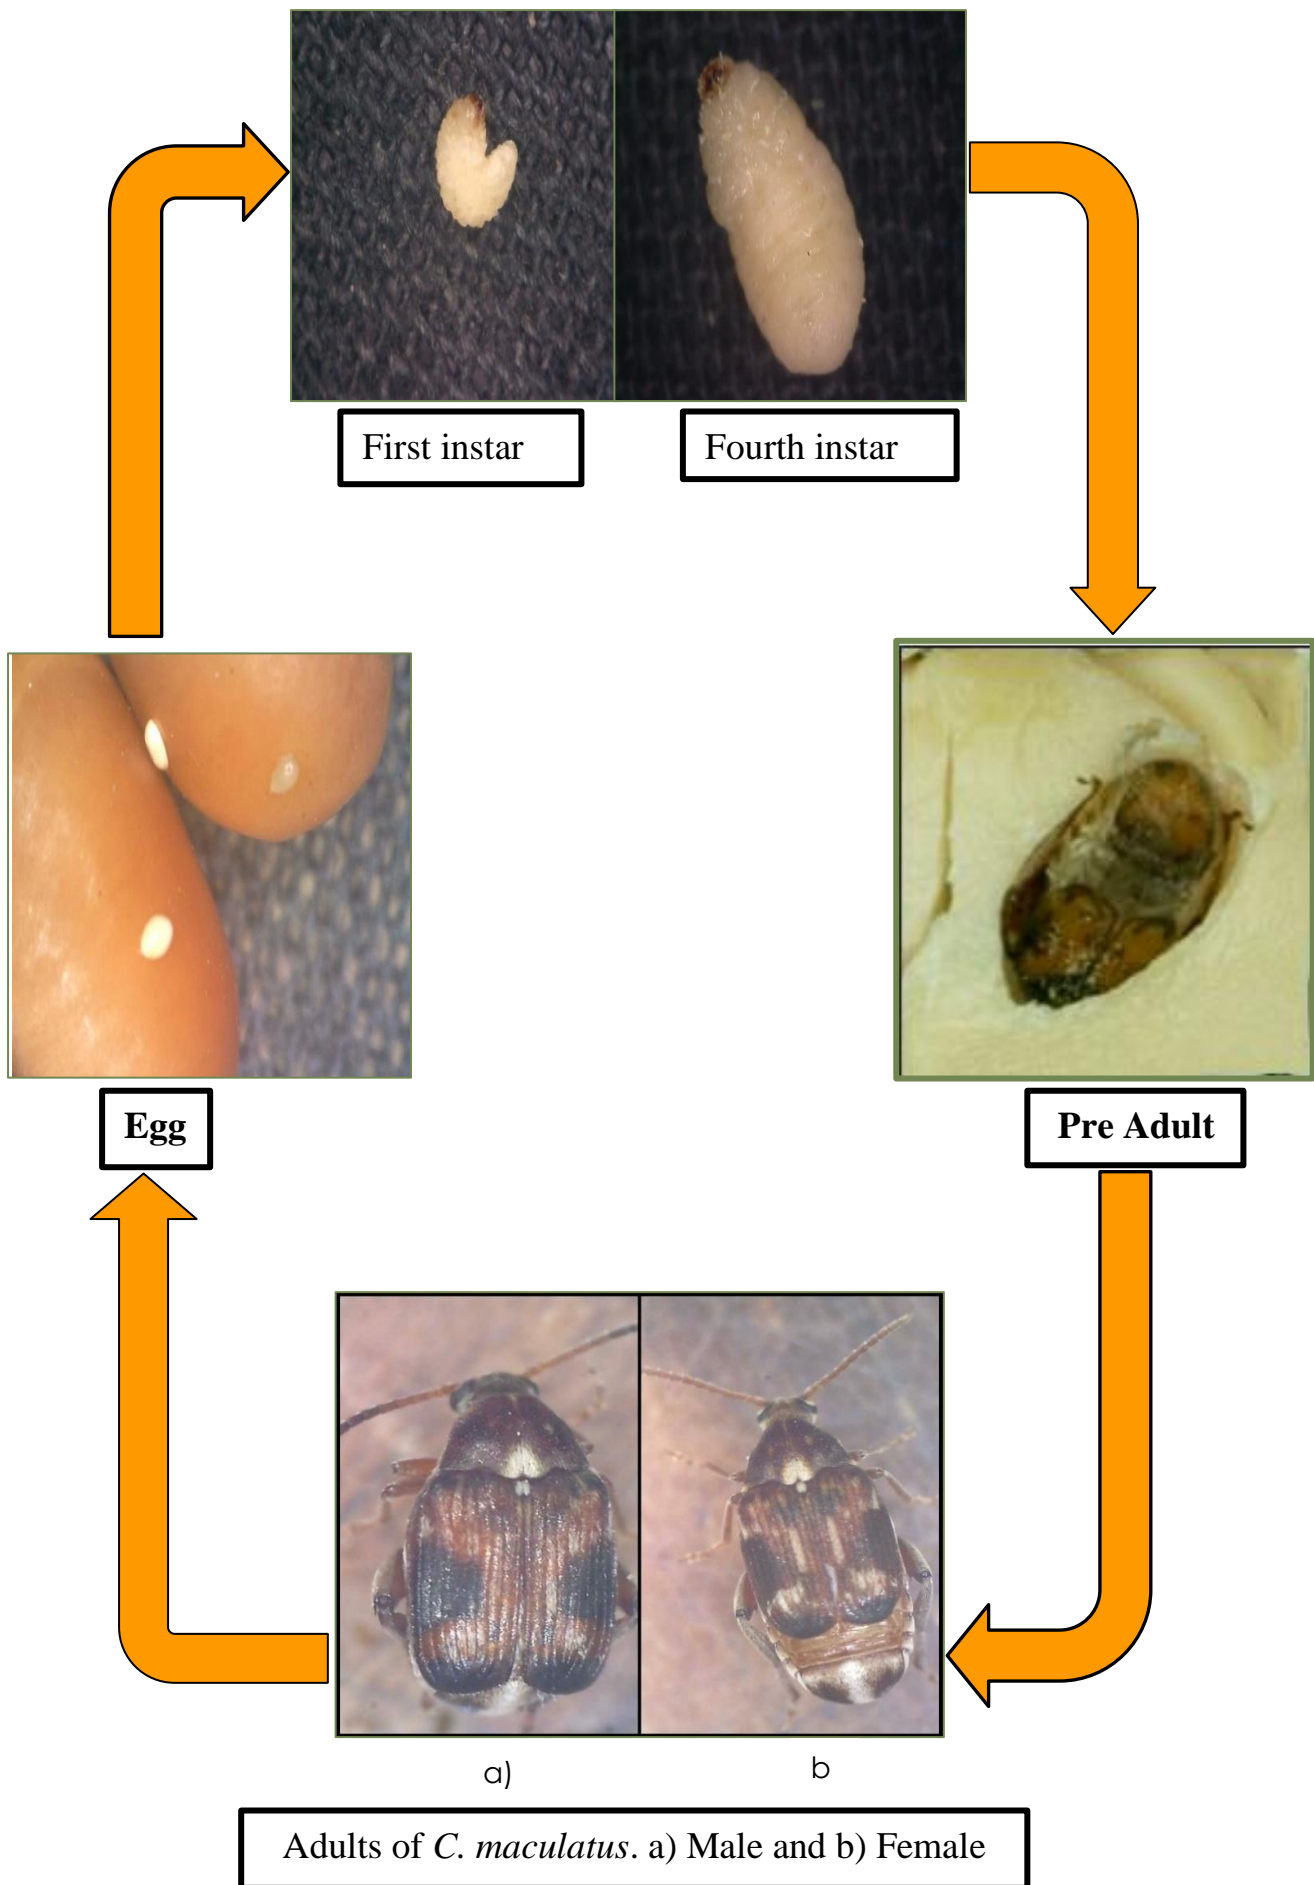 First instar
Fourth instar
Egg
Pre Adult
a)
b
Adults of C. maculatus. a) Male and b) Female